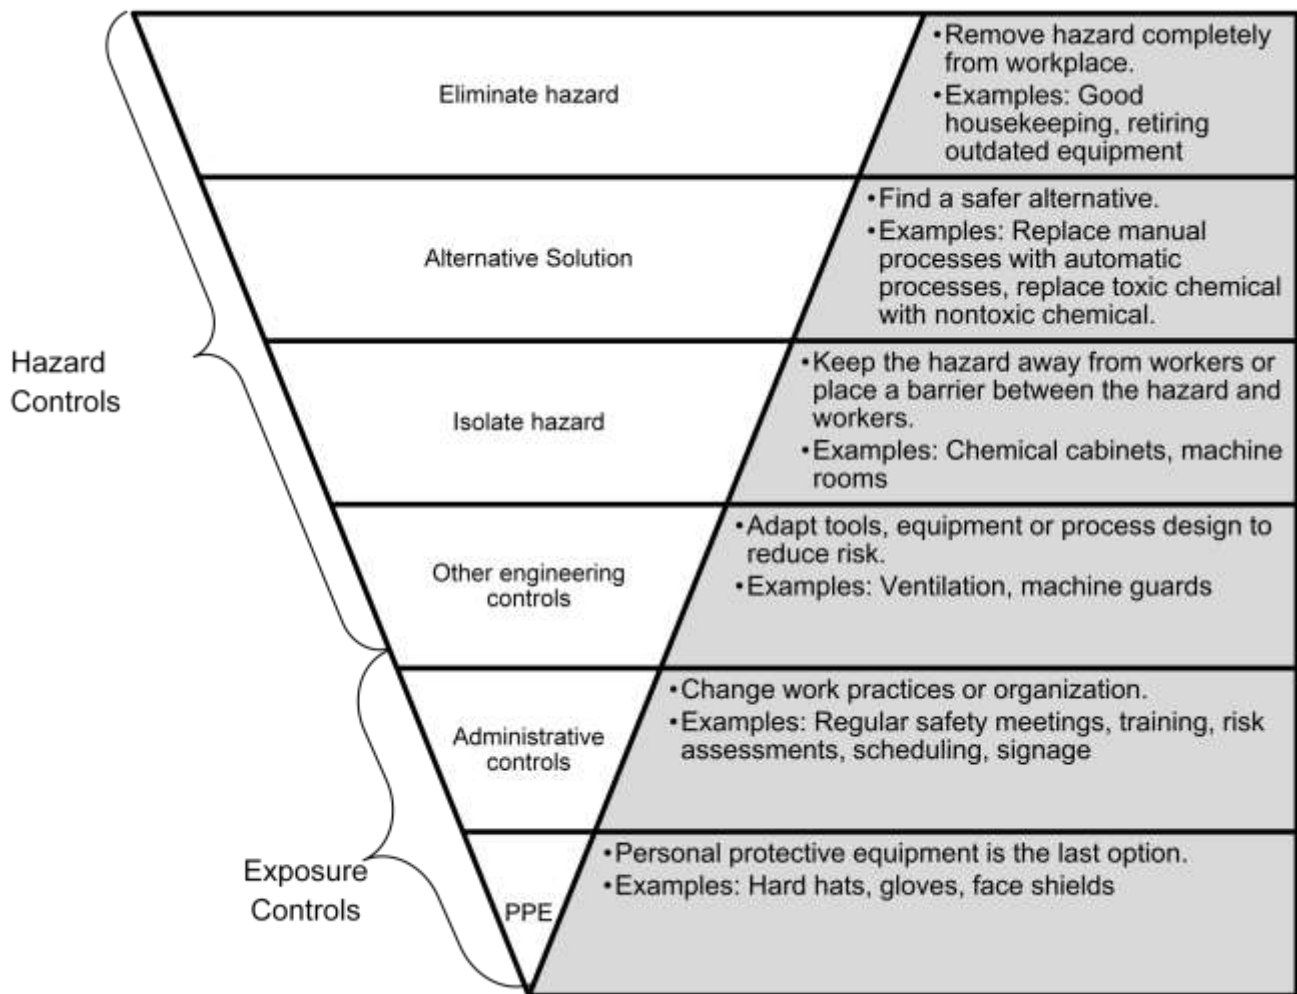 Eliminate hazard
•Remove hazard completely
from workplace.
•Examples: Good
housekeeping, retiring
outdated equipment
Alternative Solution
•Find a safer alternative.
•Examples: Replace manual
processes with automatic
processes, replace toxic chemical
with nontoxic chemical.
Hazard
Controls
Isolate hazard
•Keep the hazard away from workers or
place a barrier between the hazard and
workers.
•Examples: Chemical cabinets, machine
rooms
Other engineering
controls
•Adapt tools, equipment or process design to
reduce risk.
•Examples: Ventilation, machine guards
Administrative
controls
•Change work practices or organization.
•Examples: Regular safety meetings, training, risk
assessments, scheduling, signage
Exposure
Controls
PPE
•Personal protective equipment is the last option.
•Examples: Hard hats, gloves, face shields